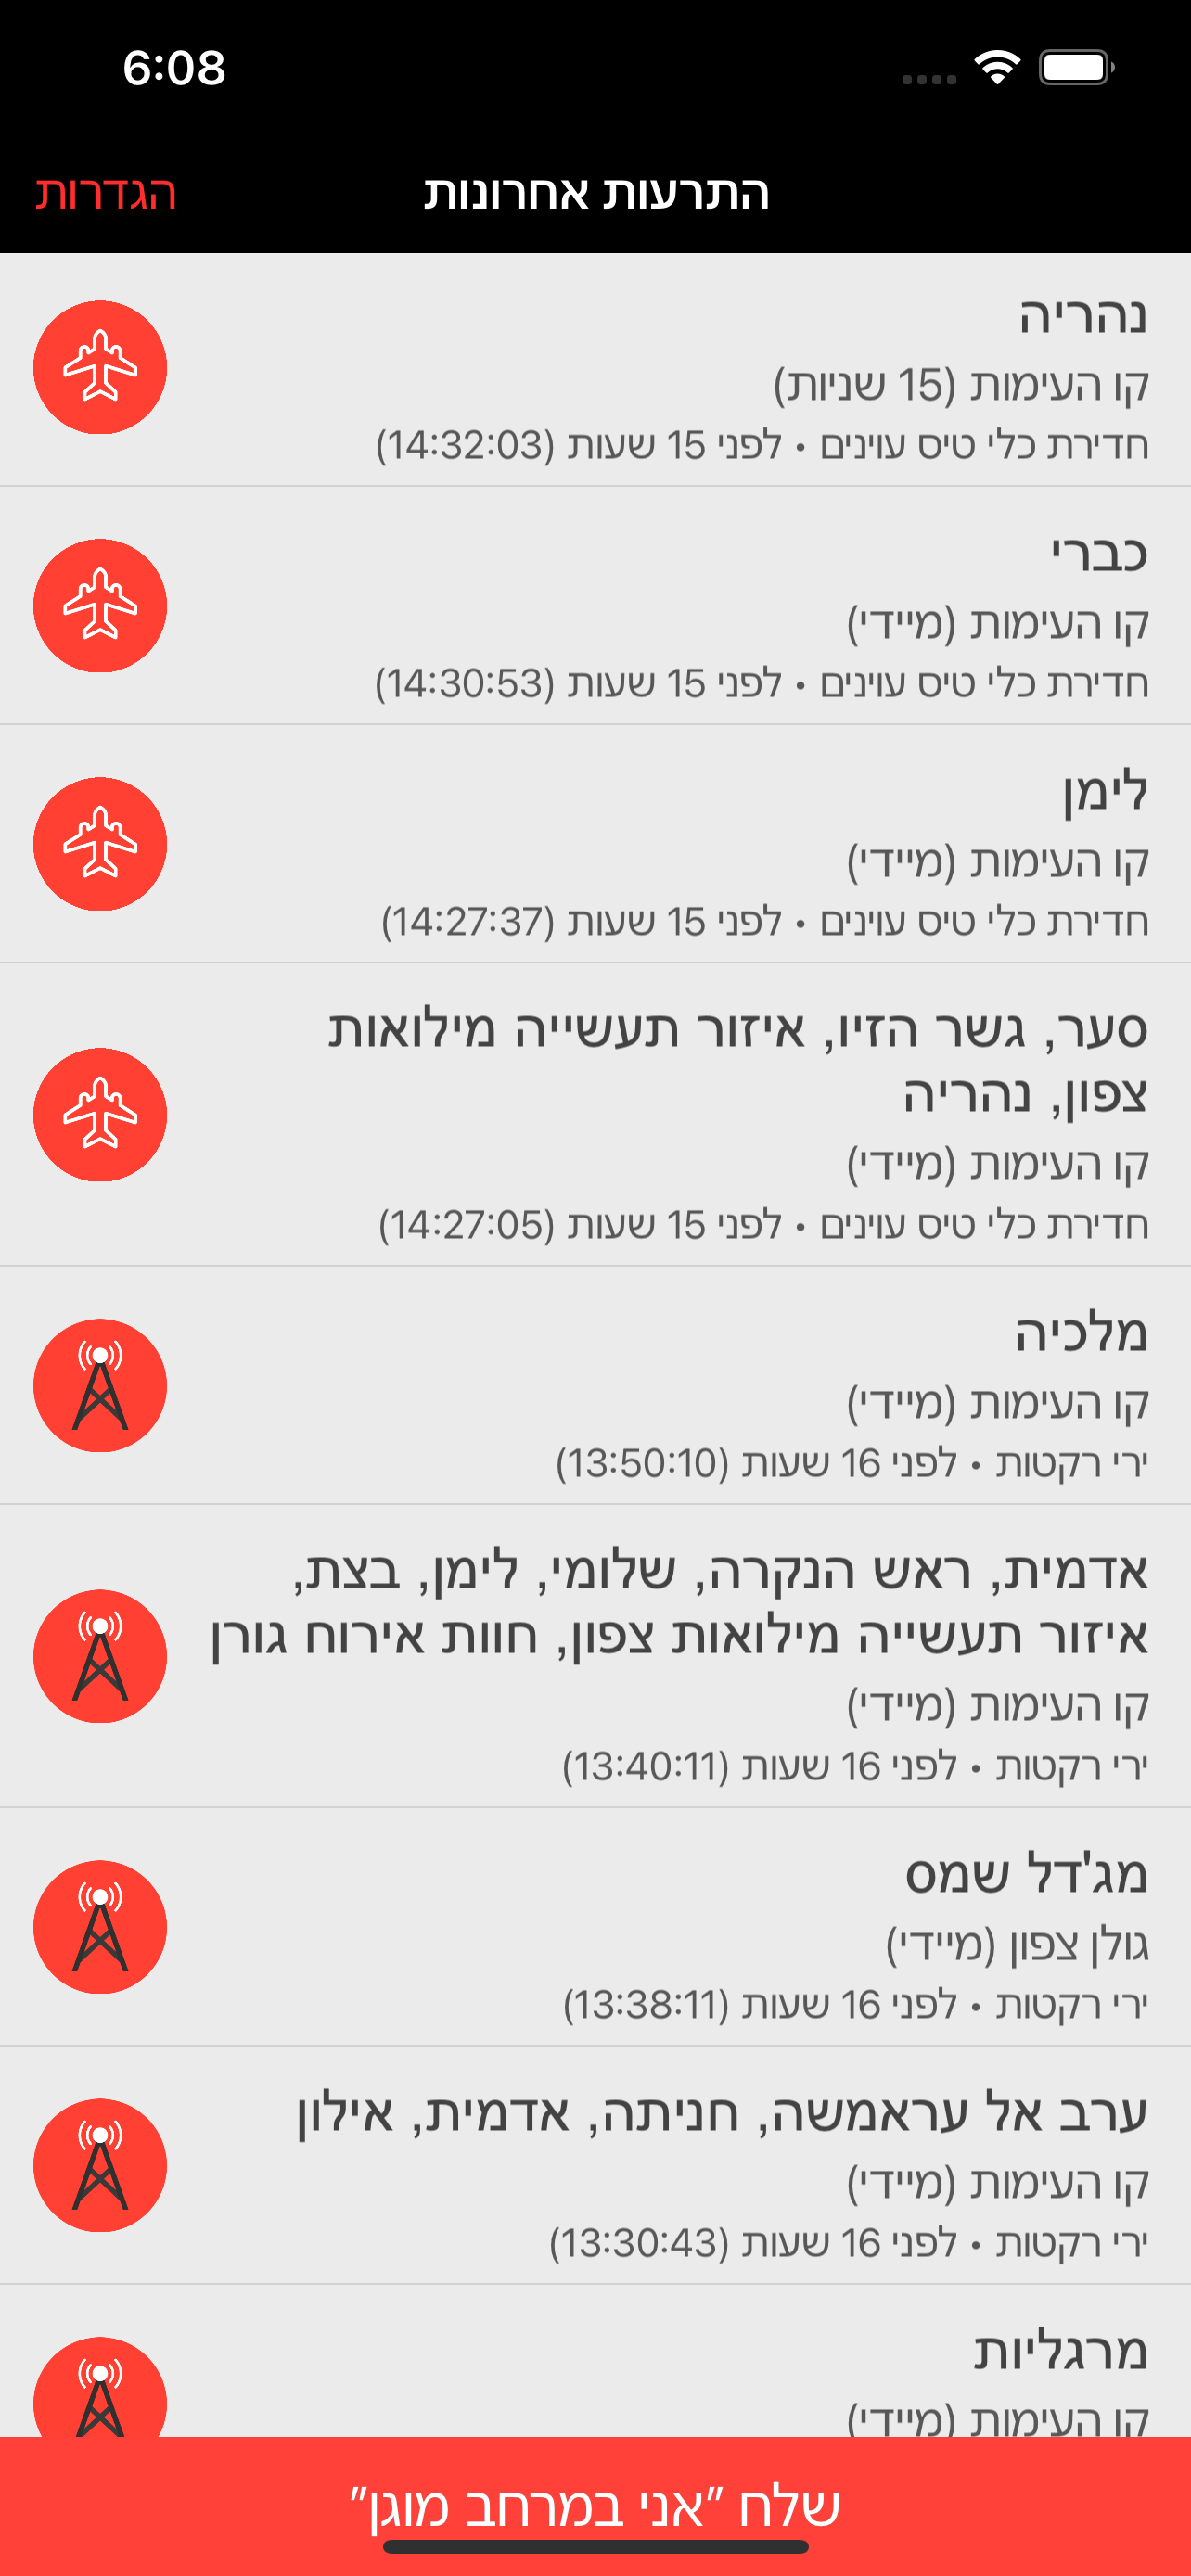 6:08
התרעות אחרונות
הגדרות
נהריה
קו העימות (15 שניות)
חדירת כלי טיס עוינים • לפני 15 שעות (14:32:03)
כברי
קו העימות (מיידי)
חדירת כלי טיס עוינים • לפני 15 שעות (14:30:53)
לימן
קו העימות (מיידי)
חדירת כלי טיס עוינים • לפני 15 שעות (14:27:37)
סער, גשר הזיו, איזור תעשייה מילואות
צפון, נהריה
קו העימות (מיידי)
חדירת כלי טיס עוינים • לפני 15 שעות (14:27:05)
מלכיה
קו העימות (מיידי)
ירי רקטות • לפני 16 שעות (13:50:10)
אדמית, ראש הנקרה, שלומי, לימן, בצת,
איזור תעשייה מילואות צפון, חוות אירוח גורן
קו העימות (מיידי)
ירי רקטות • לפני 16 שעות (13:40:11)
מג'דל שמס
גולן צפון (מיידי)
ירי רקטות • לפני 16 שעות (13:38:11)
ערב אל עראמשה, חניתה, אדמית, אילון
קו העימות (מיידי)
ירי רקטות • לפני 16 שעות (13:30:43)
מרגליות
קו העימות (מיידי)
שלח ״אני במרחב מוגן״